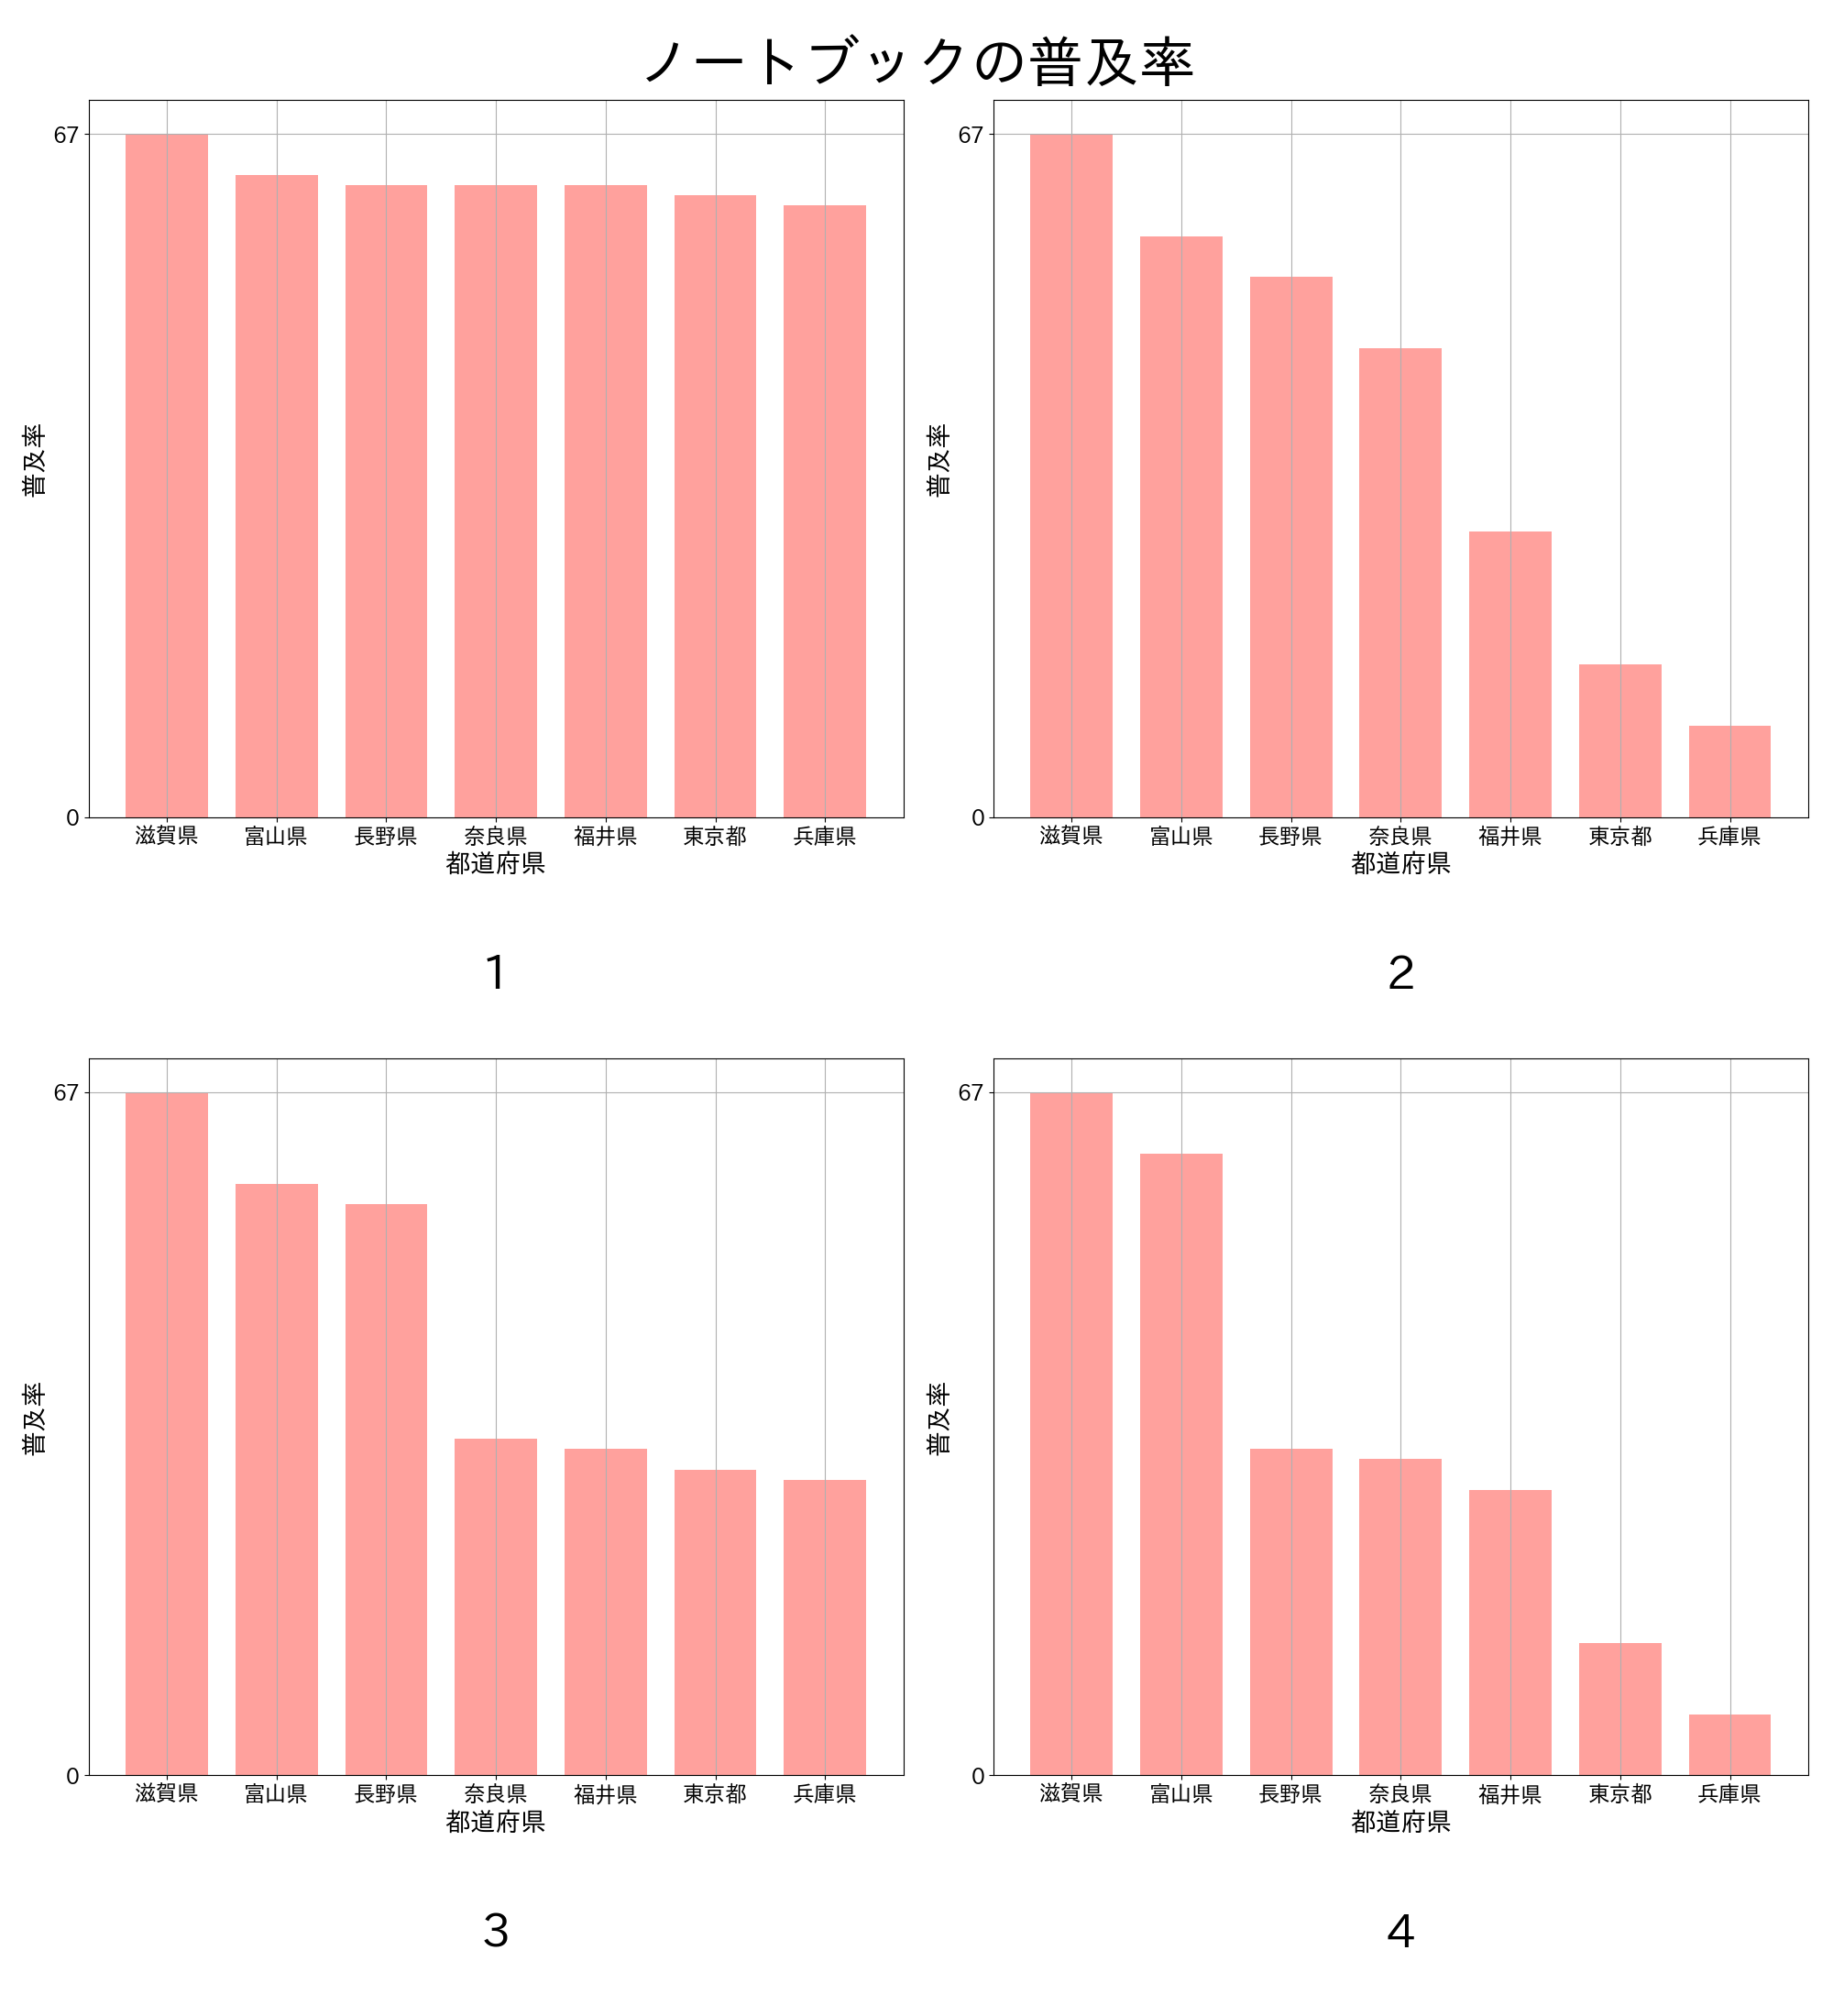 ノートブックの普及率
67
0
普及率
滋賀県 富山県 長野県 奈良県 福井県 東京都 兵庫県
都道府県
1
67
0
普及率
滋賀県 富山県 長野県 奈良県 福井県 東京都 兵庫県
都道府県
2
67
0
普及率
滋賀県 富山県 長野県 奈良県 福井県 東京都 兵庫県
都道府県
3
67
0
普及率
滋賀県 富山県 長野県 奈良県 福井県 東京都 兵庫県
都道府県
4